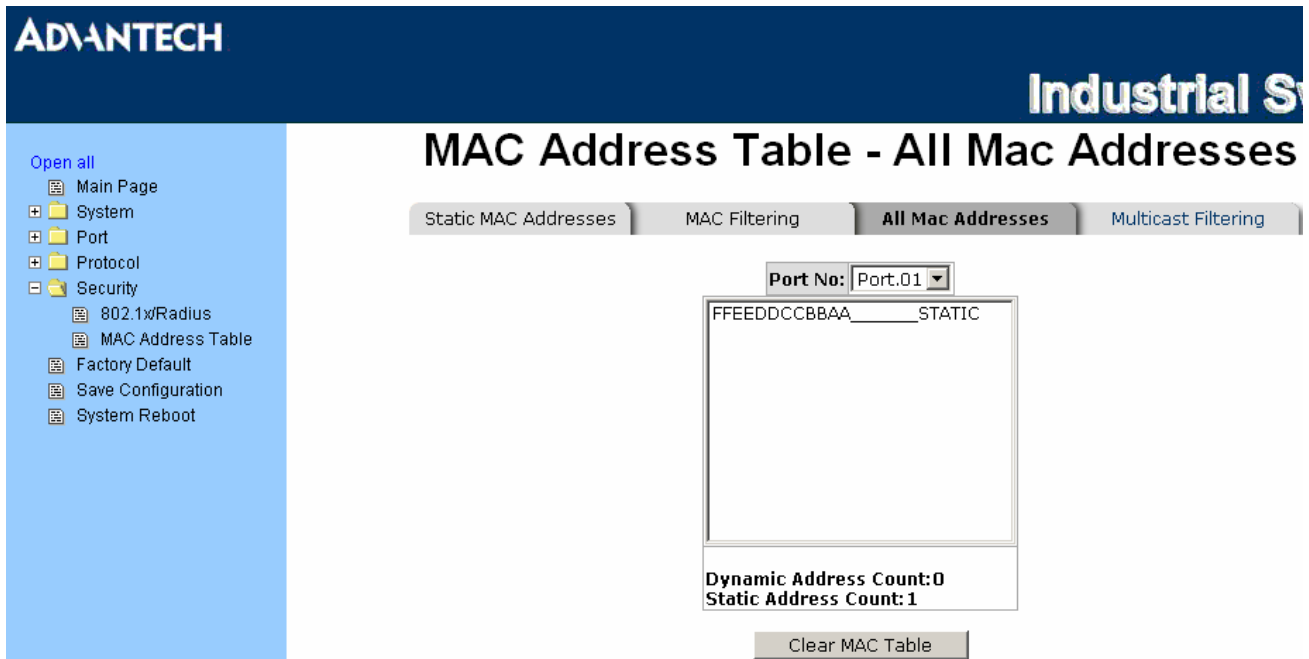 ADVANTECH
Industrial
MAC Address Table - All Mac Addresses
Open all
Main Page
System
Port
Protocol
Security
802.1x/Radius
MAC Address Table
Factory Default
Save Configuration
System Reboot
Static MAC Addresses MAC Filtering All Mac Addresses Multicast Filtering
Port No: Port.01
FFEEDDCCBBAA_______STATIC
Dynamic Address Count:0
Static Address Count:1
Clear MAC Table